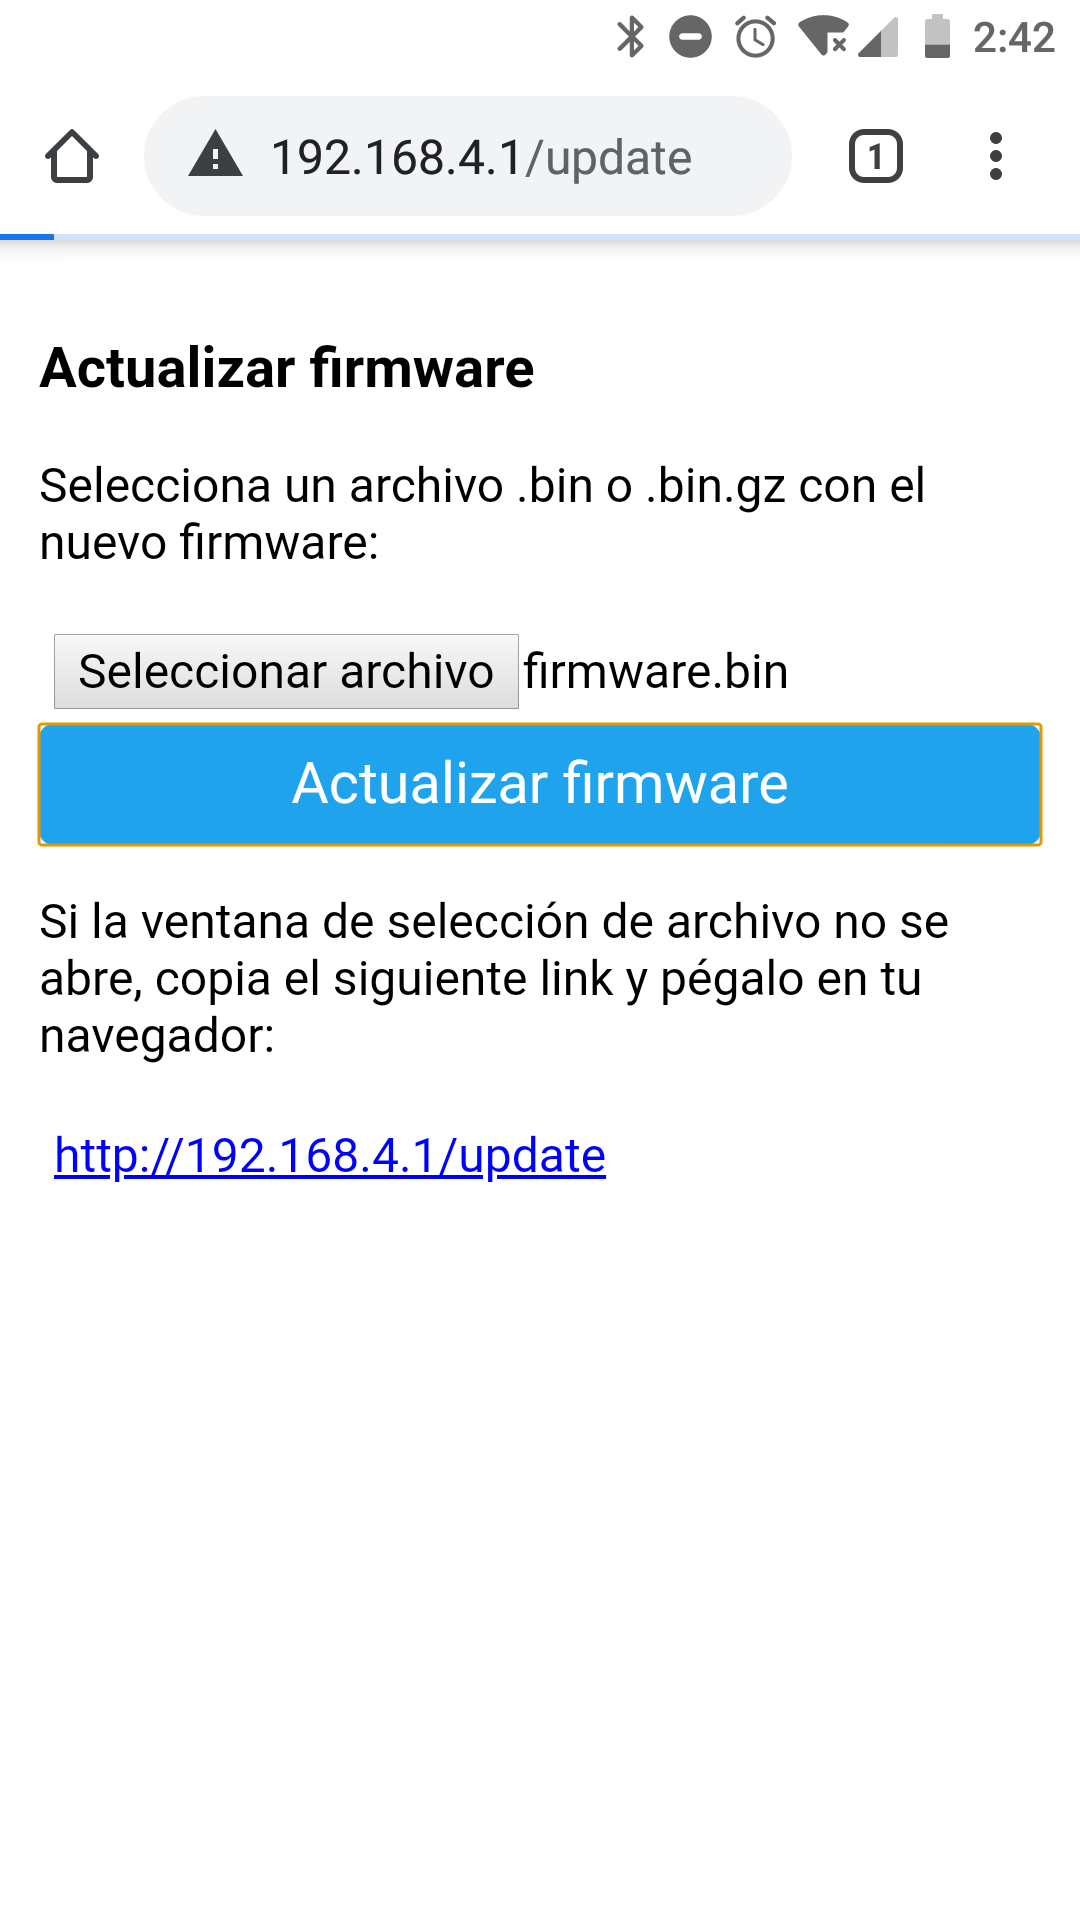 2:42
192.168.4.1/update
1
Actualizar firmware
Selecciona un archivo .bin o .bin.gz con el
nuevo firmware:
Seleccionar archivo firmware.bin
Actualizar firmware
Si la ventana de selección de archivo no se
abre, copia el siguiente link y pégalo en tu
navegador:
http://192.168.4.1/update